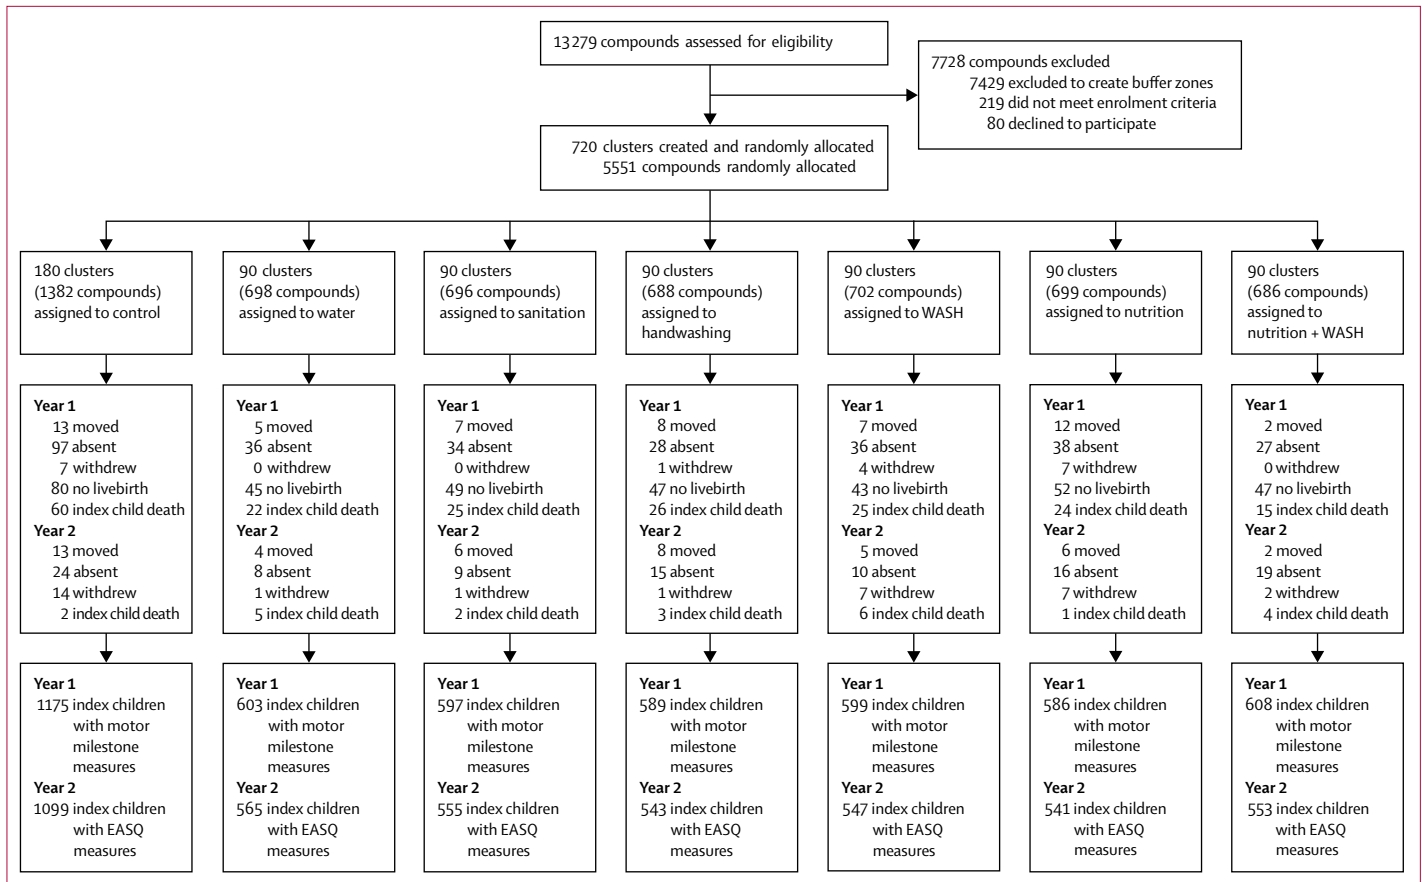 13279 compounds assessed for eligibility
7728 compounds excluded
7429 excluded to create buffer zones
219 did not meet enrolment criteria
80 declined to participate
720 clusters created and randomly allocated
5551 compounds randomly allocated
180 clusters
(1382 compounds)
assigned to control
90 clusters
(698 compounds)
assigned to water
90 clusters
(696 compounds)
assigned to sanitation
90 clusters
(688 compounds)
assigned to
handwashing
90 clusters
(702 compounds)
assigned to WASH
90 clusters
(699 compounds)
assigned to nutrition
90 clusters
(686 compounds)
assigned to
nutrition + WASH
Year 1
13 moved
97 absent
7 withdrew
80 no livebirth
60 index child death
Year 2
13 moved
24 absent
14 withdrew
2 index child death
Year 1
5 moved
36 absent
0 withdrew
45 no livebirth
22 index child death
Year 2
4 moved
8 absent
1 withdrew
5 index child death
Year 1
7 moved
34 absent
0 withdrew
49 no livebirth
25 index child death
Year 2
6 moved
9 absent
1 withdrew
2 index child death
Year 1
8 moved
28 absent
1 withdrew
47 no livebirth
26 index child death
Year 2
8 moved
15 absent
1 withdrew
3 index child death
Year 1
7 moved
36 absent
4 withdrew
43 no livebirth
25 index child death
Year 2
5 moved
10 absent
7 withdrew
6 index child death
Year 1
12 moved
38 absent
7 withdrew
52 no livebirth
24 index child death
Year 2
6 moved
16 absent
7 withdrew
1 index child death
Year 1
2 moved
27 absent
0 withdrew
47 no livebirth
15 index child death
Year 2
2 moved
19 absent
2 withdrew
4 index child death
Year 1
1175 index children
with motor
milestone
measures
Year 2
1099 index children
with EASQ
measures
Year 1
603 index children
with motor
milestone
measures
Year 2
565 index children
with EASQ
measures
Year 1
597 index children
with motor
milestone
measures
Year 2
555 index children
with EASQ
measures
Year 1
589 index children
with motor
milestone
measures
Year 2
543 index children
with EASQ
measures
Year 1
599 index children
with motor
milestone
measures
Year 2
547 index children
with EASQ
measures
Year 1
586 index children
with motor
milestone
measures
Year 2
541 index children
with EASQ
measures
Year 1
608 index children
with motor
milestone
measures
Year 2
553 index children
with EASQ
measures